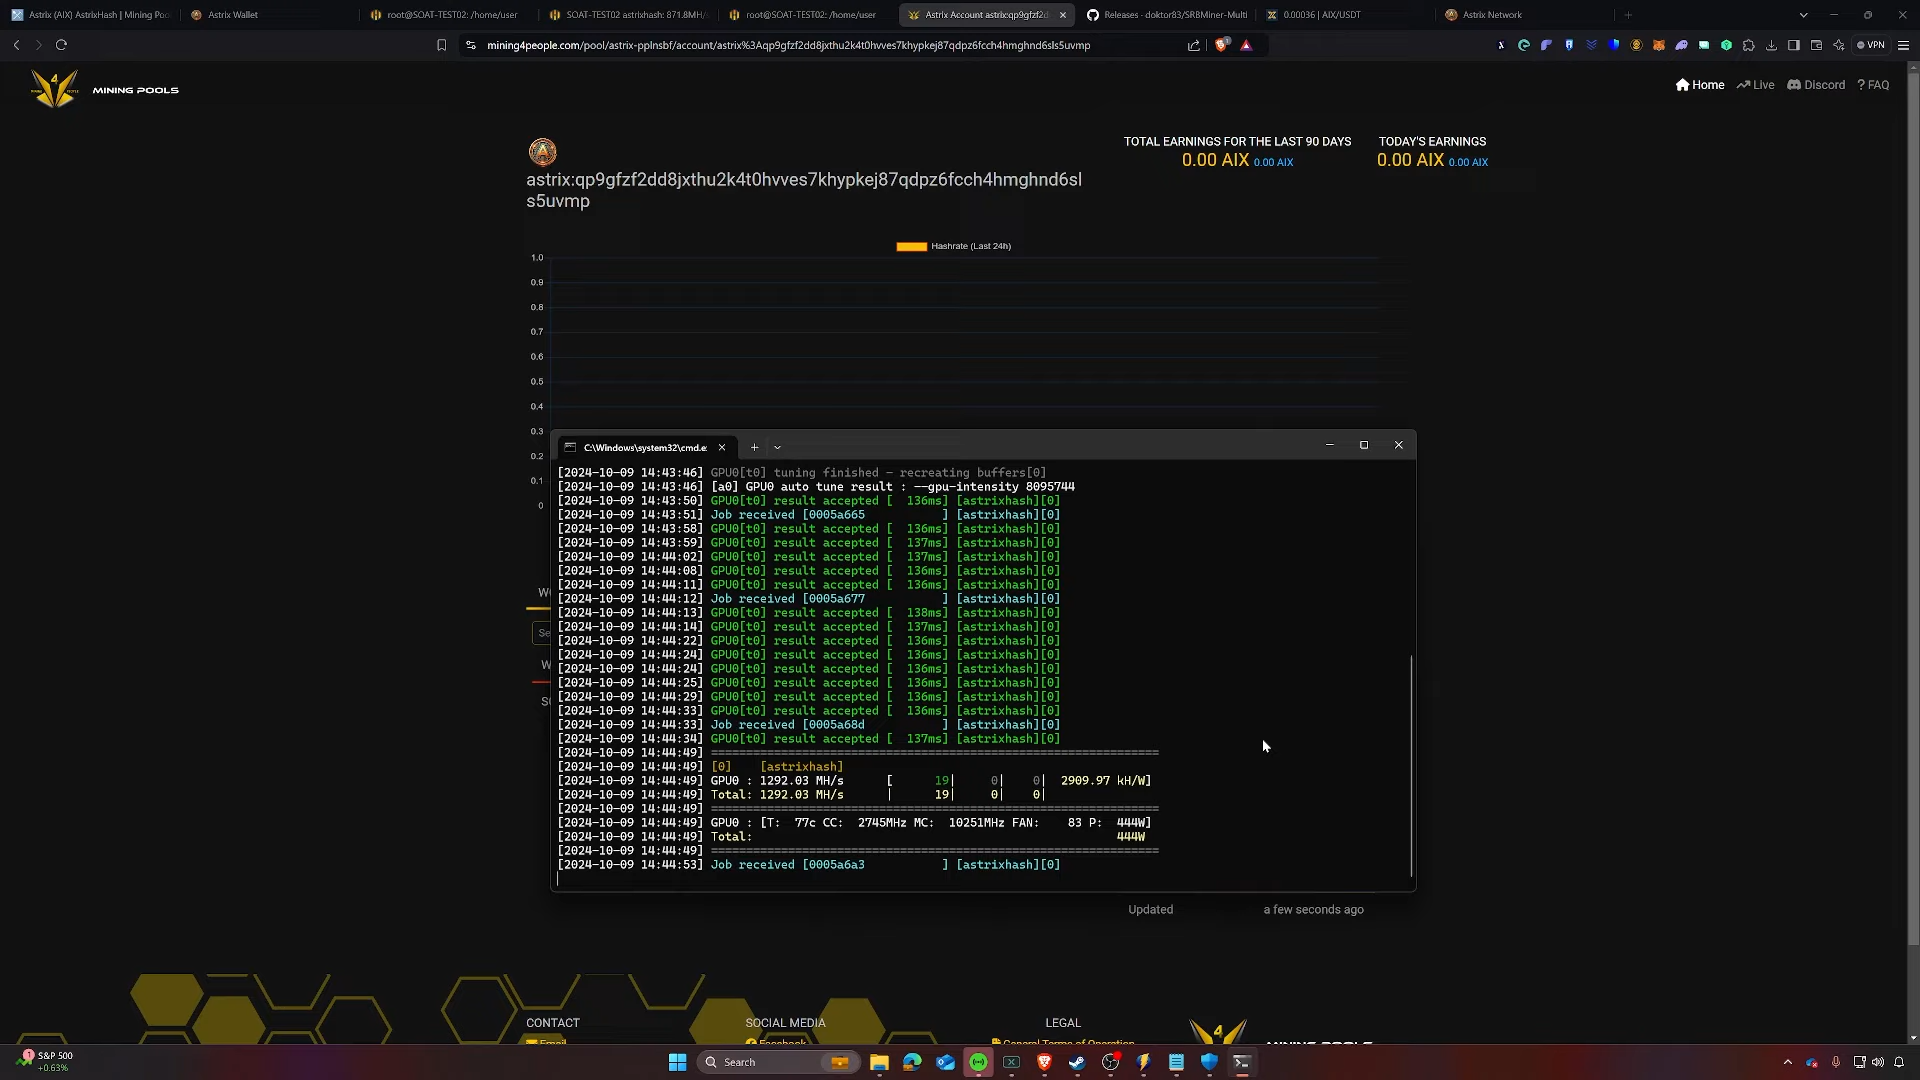 Astrix (AIX) AstrixHash | Mining Po
Astrix Wallet
root@SOAT-TEST02: /home/user
SOAT-TEST02 astrixhash: 871.8MH/
root@SOAT-TEST02: /home/user
Astrix Account astrix:qp9gfzf2d
Releases · doktor83/SRBMiner-Multi
0.00036 | AIX/USDT
Astrix Network
mining4people.com/pool/astrix-pplnsbf/account/astrix%3Aqp9gfzf2dd8jxthu2k4t0hvves7khypkej87qdpz6fcch4hmghnd6sls5uvmp
VPN
MINING POOLS
Home
Live
Discord
? FAQ
TOTAL EARNINGS FOR THE LAST 90 DAYS
0.00 AIX 0.00 AIX
TODAY'S EARNINGS
0.00 AIX 0.00 AIX
astrix:qp9gfzf2dd8jxthu2k4t0hvves7khypkej87qdpz6fcch4hmghnd6sl
s5uvmp
Hashrate (Last 24h)
1.0
0.9
0.8
0.7
0.6
0.5
0.4
0.3
0.2
0.1
0
C:\Windows\system32\cmd.e
[2024-10-09 14:43:46] GPU0[t0] tuning finished - recreating buffers[0]
[2024-10-09 14:43:46] [a0] GPU0 auto tune result : --gpu-intensity 8095744
[2024-10-09 14:43:50] GPU0[t0] result accepted [ 136ms] [astrixhash][0]
[2024-10-09 14:43:51] Job received [0005a665 ] [astrixhash][0]
[2024-10-09 14:43:58] GPU0[t0] result accepted [ 136ms] [astrixhash][0]
[2024-10-09 14:43:59] GPU0[t0] result accepted [ 137ms] [astrixhash][0]
[2024-10-09 14:44:02] GPU0[t0] result accepted [ 137ms] [astrixhash][0]
[2024-10-09 14:44:08] GPU0[t0] result accepted [ 136ms] [astrixhash][0]
[2024-10-09 14:44:11] GPU0[t0] result accepted [ 136ms] [astrixhash][0]
[2024-10-09 14:44:12] Job received [0005a677 ] [astrixhash][0]
[2024-10-09 14:44:13] GPU0[t0] result accepted [ 138ms] [astrixhash][0]
[2024-10-09 14:44:14] GPU0[t0] result accepted [ 137ms] [astrixhash][0]
[2024-10-09 14:44:22] GPU0[t0] result accepted [ 136ms] [astrixhash][0]
[2024-10-09 14:44:24] GPU0[t0] result accepted [ 136ms] [astrixhash][0]
[2024-10-09 14:44:24] GPU0[t0] result accepted [ 136ms] [astrixhash][0]
[2024-10-09 14:44:25] GPU0[t0] result accepted [ 136ms] [astrixhash][0]
[2024-10-09 14:44:29] GPU0[t0] result accepted [ 136ms] [astrixhash][0]
[2024-10-09 14:44:33] GPU0[t0] result accepted [ 136ms] [astrixhash][0]
[2024-10-09 14:44:33] Job received [0005a68d ] [astrixhash][0]
[2024-10-09 14:44:34] GPU0[t0] result accepted [ 137ms] [astrixhash][0]
[2024-10-09 14:44:49] ================================================================
[2024-10-09 14:44:49] [0] [astrixhash]
[2024-10-09 14:44:49] GPU0 : 1292.03 MH/s [ 19| 0| 0| 2909.97 kH/W]
[2024-10-09 14:44:49] Total: 1292.03 MH/s | 19| 0| 0|
[2024-10-09 14:44:49] ================================================================
[2024-10-09 14:44:49] GPU0 : [T: 77c CC: 2745MHz MC: 10251MHz FAN: 83 P: 444W]
[2024-10-09 14:44:49] Total: 444W
[2024-10-09 14:44:49] ================================================================
[2024-10-09 14:44:53] Job received [0005a6a3 ] [astrixhash][0]
Updated
a few seconds ago
CONTACT
SOCIAL MEDIA
LEGAL
Email
Facebook
General Terms of Operation
MINING POOLS
S&P 500
+0.63%
Search